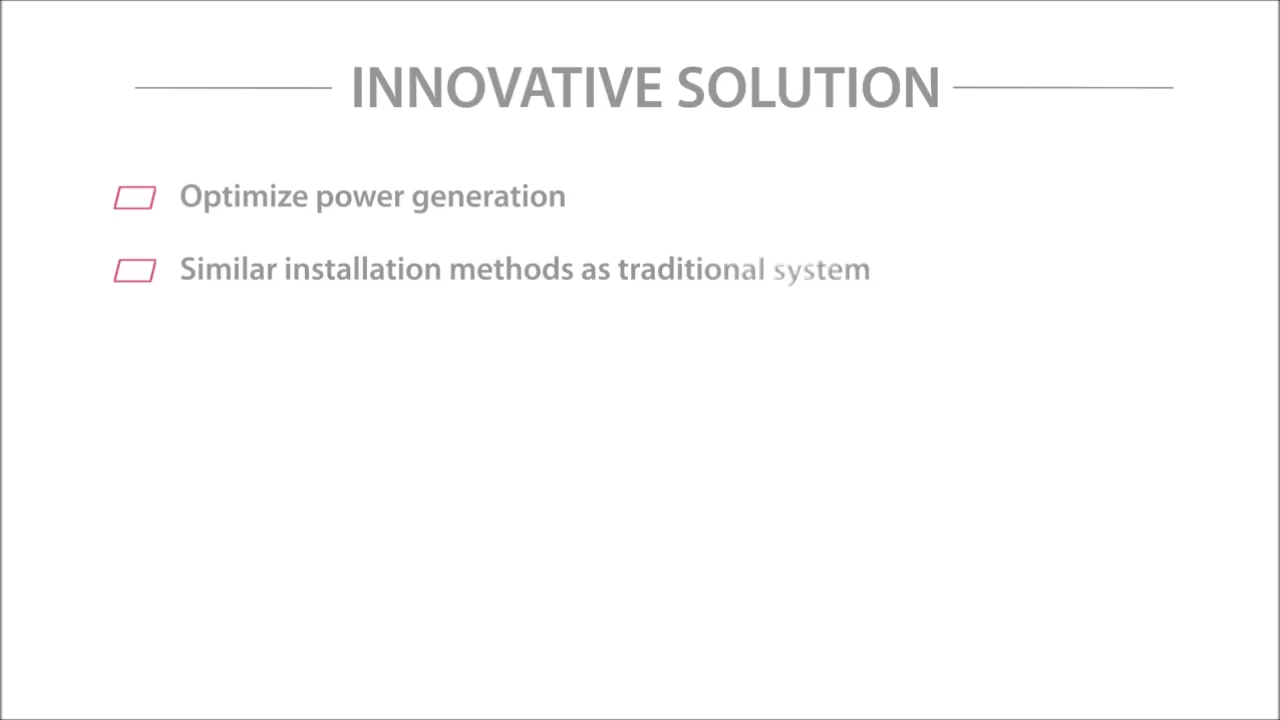 INNOVATIVE SOLUTION
Optimize power generation
Similar installation methods as traditional system